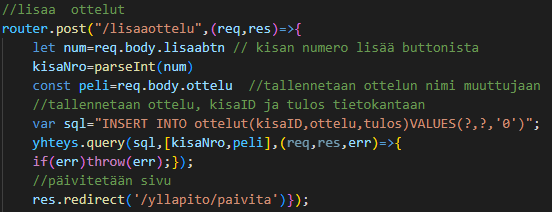 //lisaa  ottelut
router.post("/lisaaottelu",(req,res)=>{
let num=req.body.lisaabtn // kisan numero lisää buttonista
kisaNro=parseInt(num)
const peli=req.body.ottelu  //tallennetaan ottelun nimi muuttujaan
//tallennetaan ottelu, kisaID ja tulos tietokantaan
var sql="INSERT INTO ottelut(kisaID,ottelu,tulos)VALUES(?,?,'0')";
yhteys.query(sql,[kisaNro,peli],(req,res,err)=>{
if(err)throw(err);});
//päivitetään sivu
res.redirect('/yllapito/paivita')});